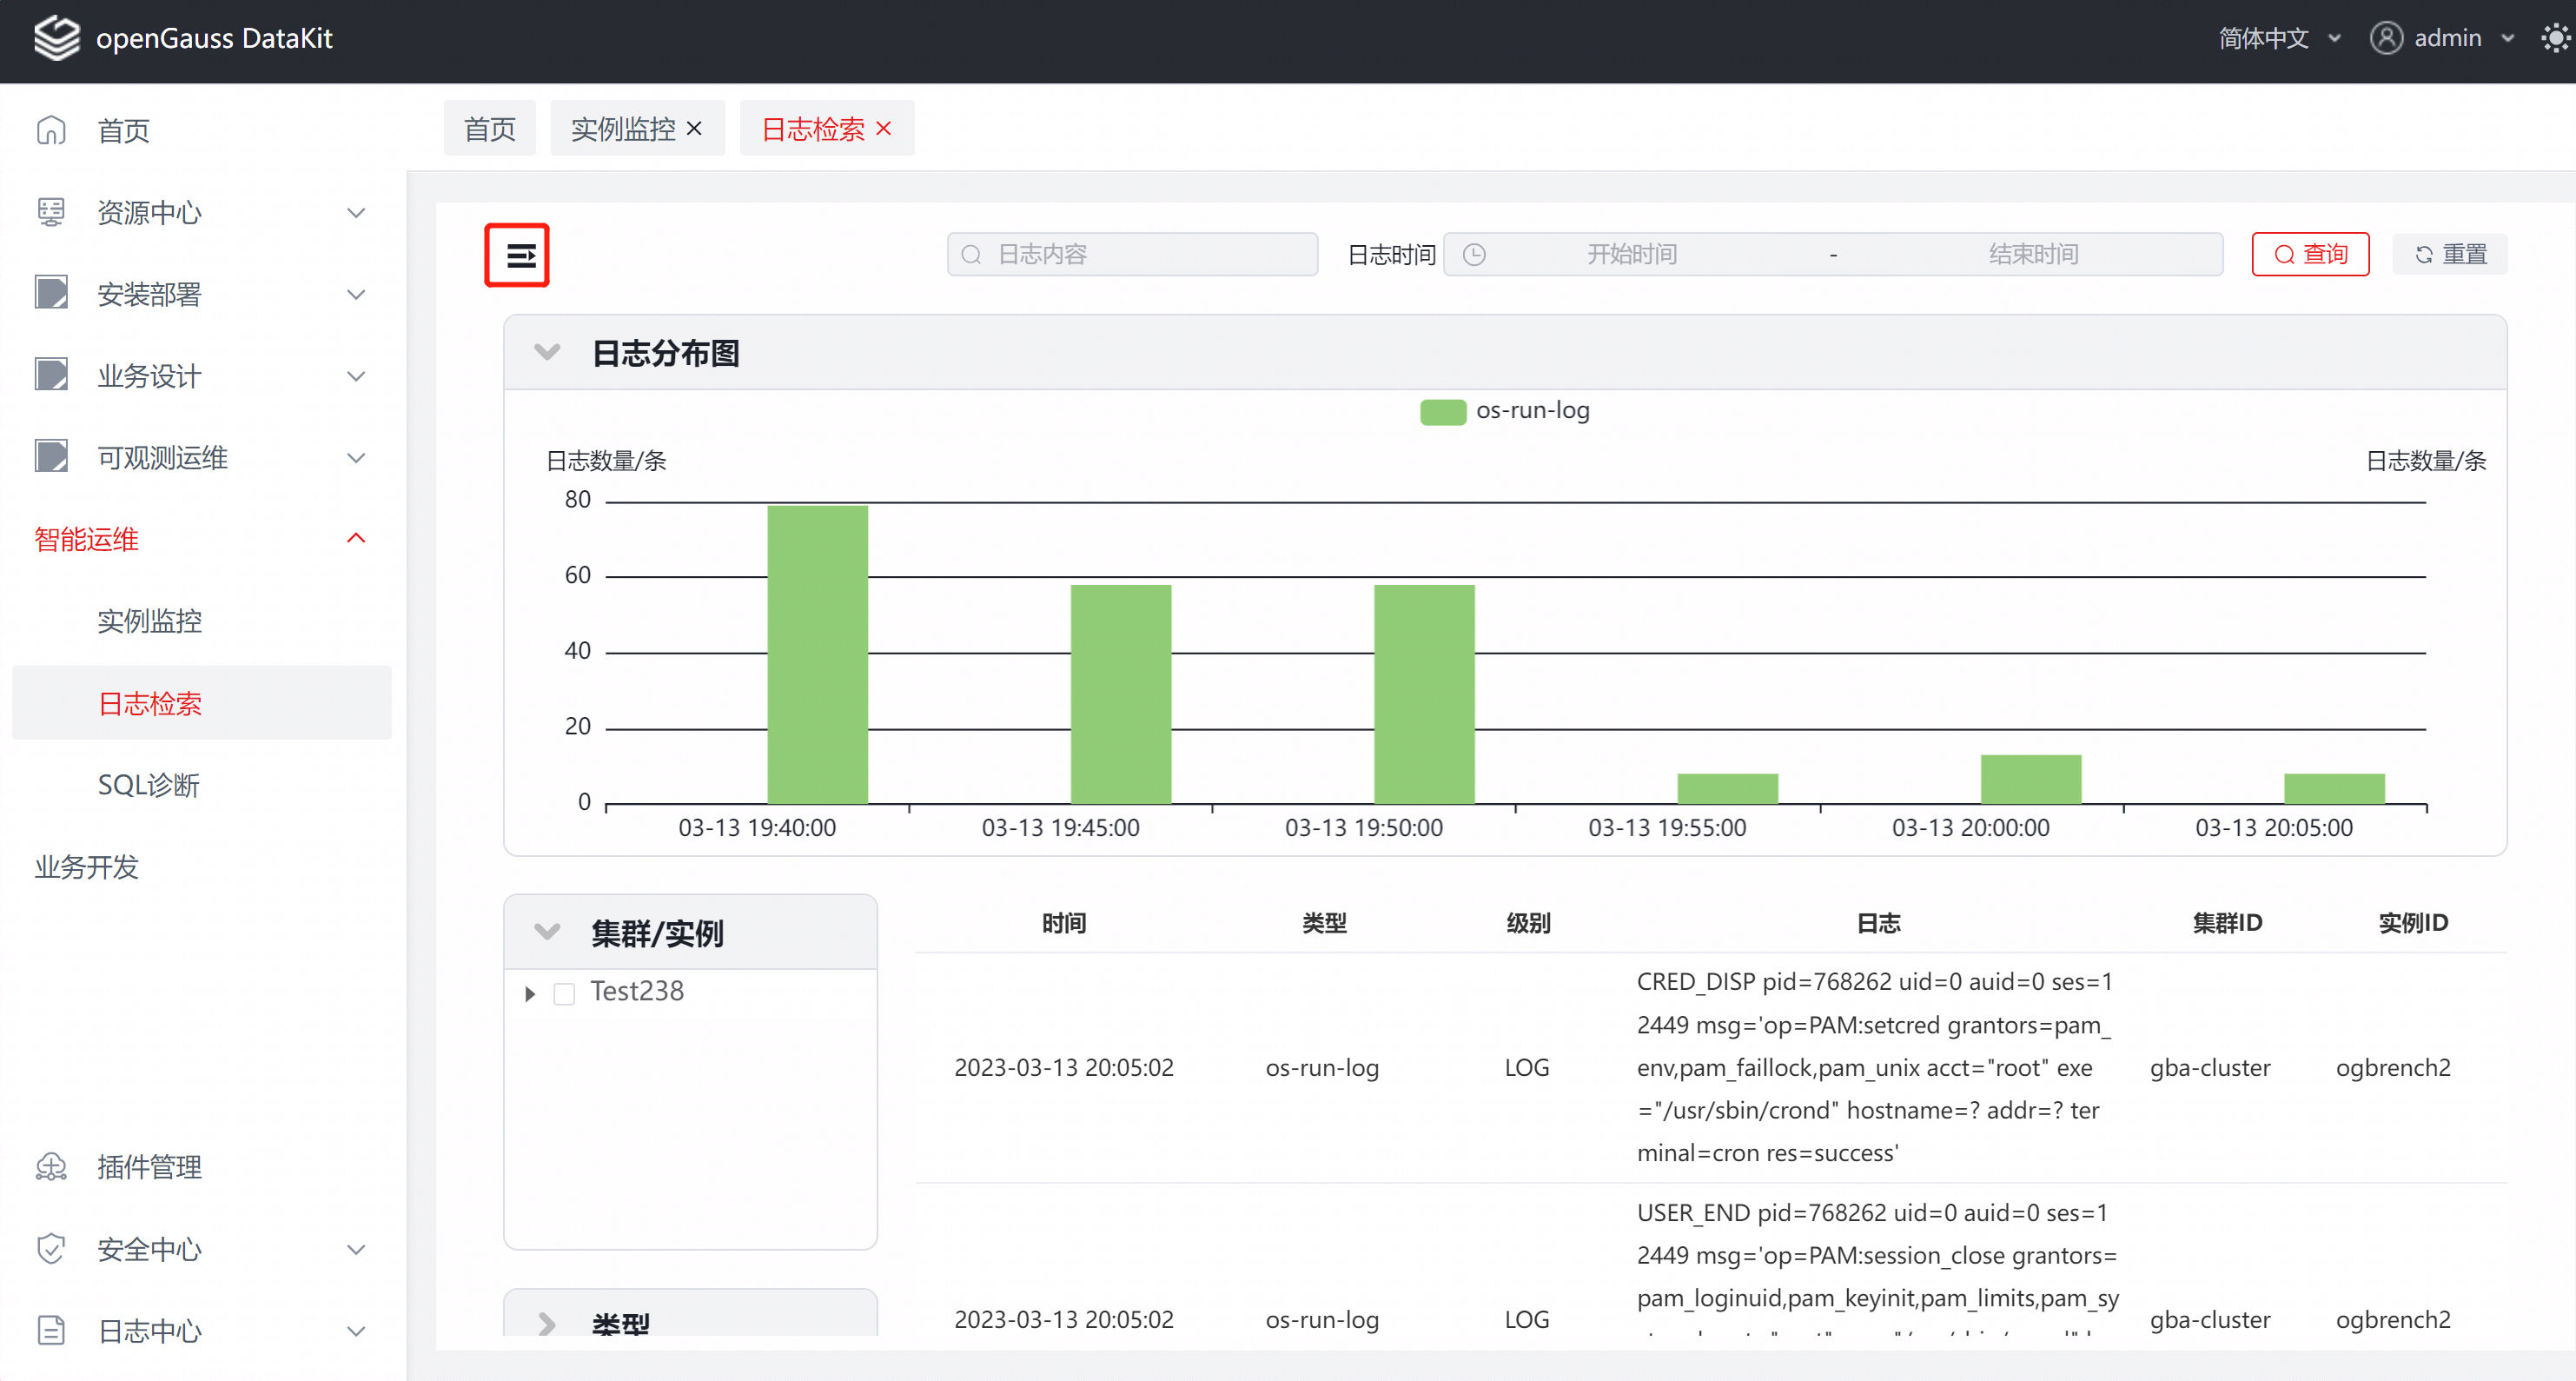 openGauss DataKit
简体中文
admin
首页
资源中心
安装部署
业务设计
可观测运维
智能运维
实例监控
日志检索
SQL诊断
业务开发
插件管理
安全中心
日志中心
首页
实例监控
日志检索
日志内容
日志时间
开始时间 - 结束时间
查询
重置
日志分布图
os-run-log
日志数量/条
日志数量/条
80
60
40
20
0
03-13 19:40:00
03-13 19:45:00
03-13 19:50:00
03-13 19:55:00
03-13 20:00:00
03-13 20:05:00
集群/实例
Test238
类型
时间 类型 级别 日志 集群ID 实例ID
2023-03-13 20:05:02
os-run-log
LOG
CRED_DISP pid=768262 uid=0 auid=0 ses=1
2449 msg='op=PAM:setcred grantors=pam_
env,pam_faillock,pam_unix acct="root" exe
="/usr/sbin/crond" hostname=? addr=? ter
minal=cron res=success'
gba-cluster
ogbrench2
2023-03-13 20:05:02
os-run-log
LOG
USER_END pid=768262 uid=0 auid=0 ses=1
2449 msg='op=PAM:session_close grantors=
pam_loginuid,pam_keyinit,pam_limits,pam_sy
gba-cluster
ogbrench2